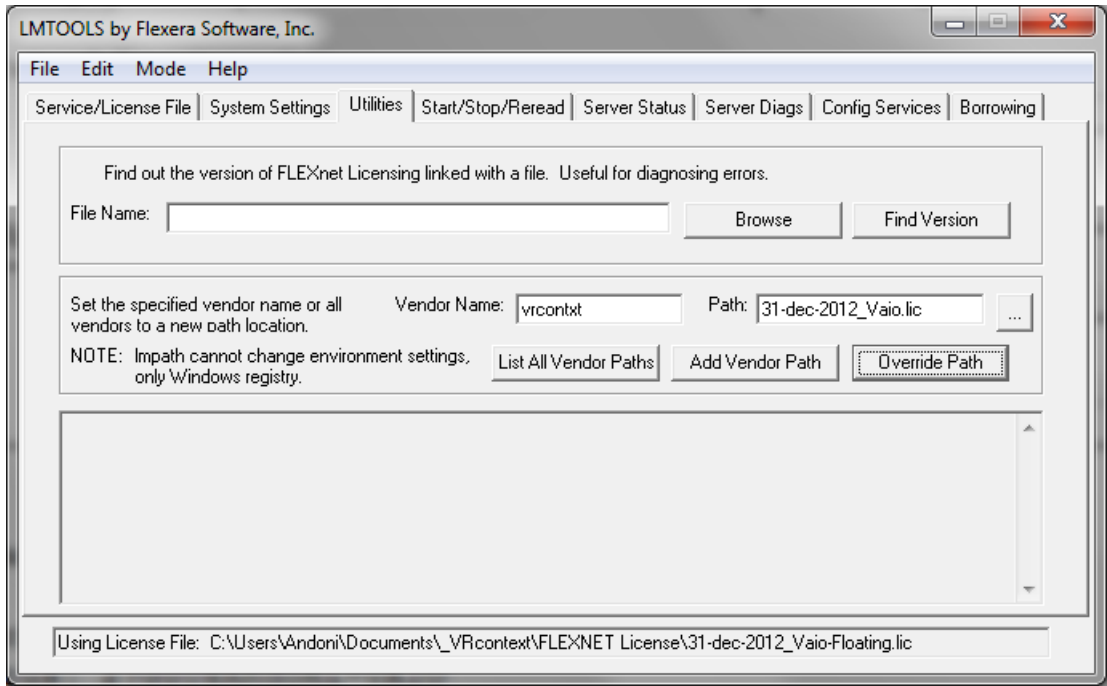 LMTOOLS by Flexera Software, Inc.
File Edit Mode Help
Service/License File System Settings Utilities Start/Stop/Reread Server Status Server Diags Config Services Borrowing
Find out the version of FLEXnet Licensing linked with a file. Useful for diagnosing errors.
File Name: Browse Find Version
Set the specified vendor name or all
vendors to a new path location.
Vendor Name: vrcontxt Path: 31-dec-2012_Vaio.lic ...
NOTE: lmpath cannot change environment settings,
only Windows registry.
List All Vendor Paths Add Vendor Path Override Path
Using License File: C:\Users\Andoni\Documents\_VRcontext\FLEXNET License\31-dec-2012_Vaio-Floating.lic